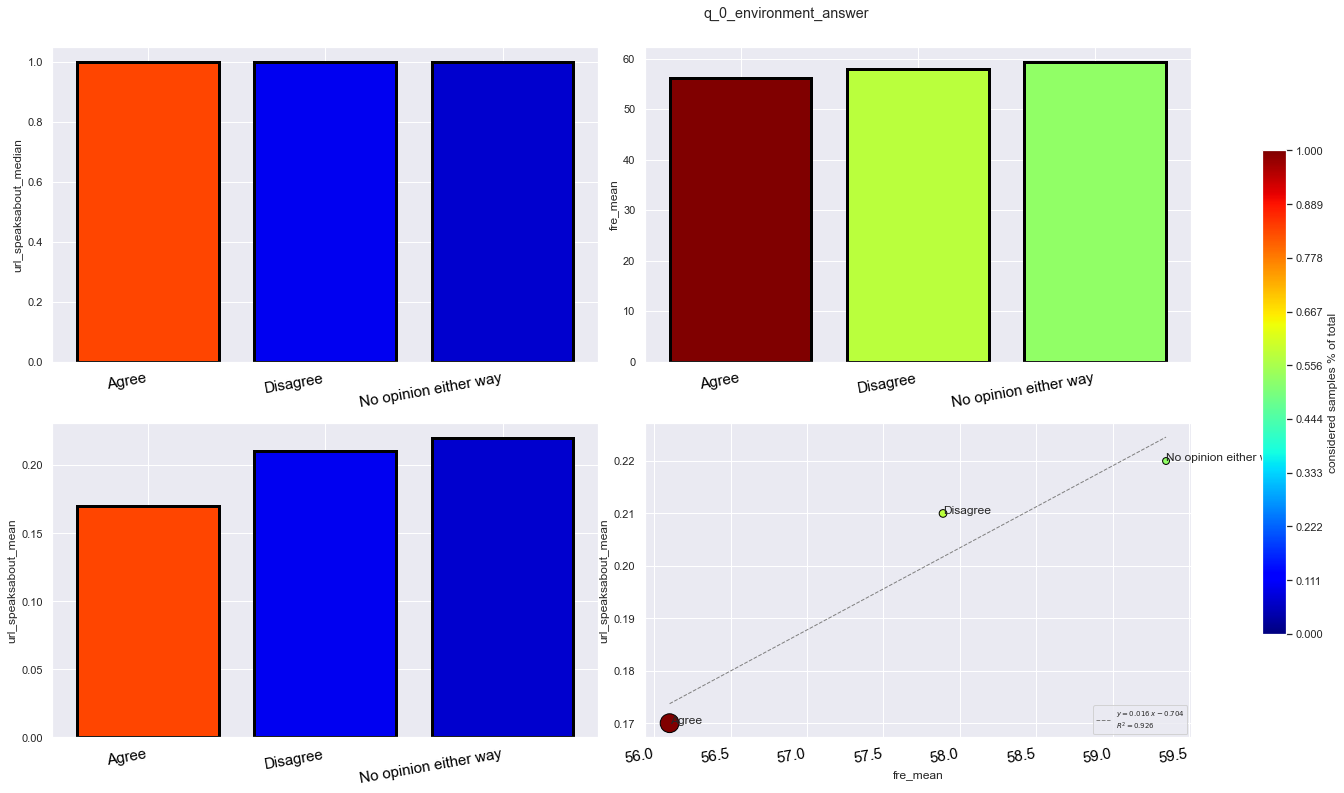 q_0_environment_answer
url_speaksabout_median
1.0
0.8
0.6
0.4
0.2
0.0
Agree
Disagree
No opinion either way
fre_mean
60
50
40
30
20
10
0
Agree
Disagree
No opinion either way
url_speaksabout_mean
0.20
0.15
0.10
0.05
0.00
Agree
Disagree
No opinion either way
url_speaksabout_mean
0.22
0.21
0.20
0.19
0.18
0.17
No opinion either w
Disagree
gree
y = 0.016 x − 0.704
R² = 0.926
56.0
56.5
57.0
57.5
58.0
58.5
59.0
59.5
fre_mean
1.000
0.889
0.778
0.667
0.556
0.444
0.333
0.222
0.111
0.000
considered samples % of total